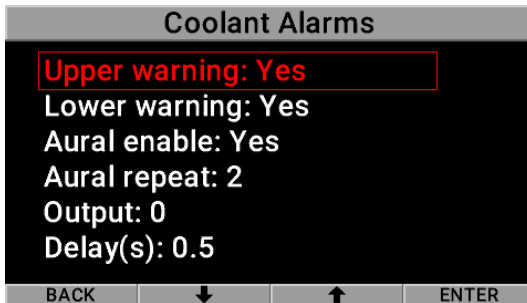 Coolant Alarms
Upper warning: Yes
Lower warning: Yes
Aural enable: Yes
Aural repeat: 2
Output: 0
Delay(s): 0.5
BACK ENTER